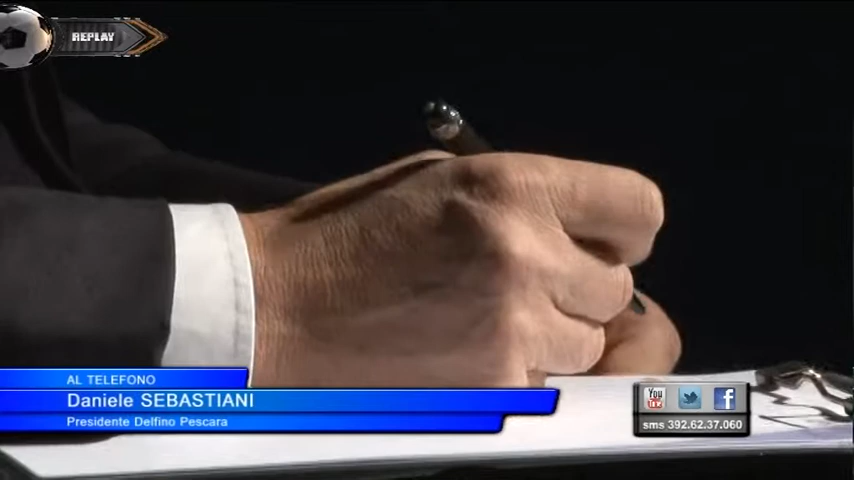 REPLAY
AL TELEFONO
Daniele SEBASTIANI
Presidente Delfino Pescara
You Tube f
sms 392.62.37.060